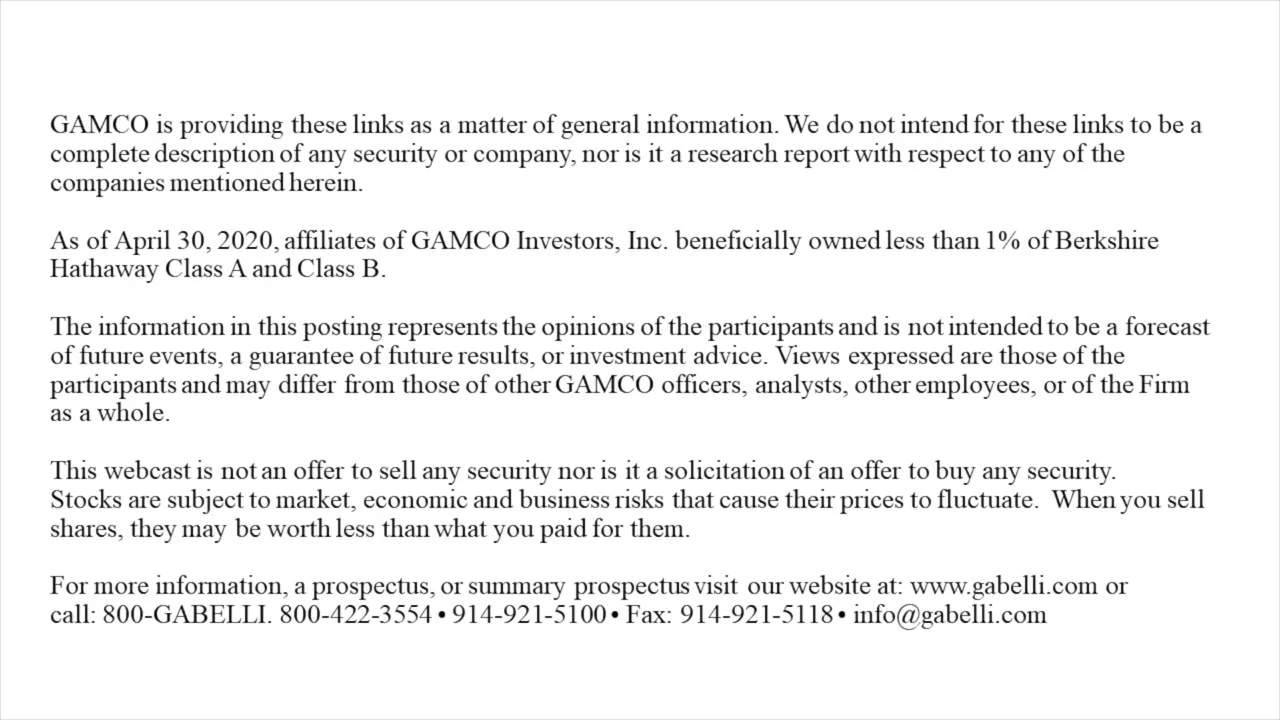 GAMCO is providing these links as a matter of general information. We do not intend for these links to be a
complete description of any security or company, nor is it a research report with respect to any of the
companies mentioned herein.
As of April 30, 2020, affiliates of GAMCO Investors, Inc. beneficially owned less than 1% of Berkshire
Hathaway Class A and Class B.
The information in this posting represents the opinions of the participants and is not intended to be a forecast
of future events, a guarantee of future results, or investment advice. Views expressed are those of the
participants and may differ from those of other GAMCO officers, analysts, other employees, or of the Firm
as a whole.
This webcast is not an offer to sell any security nor is it a solicitation of an offer to buy any security.
Stocks are subject to market, economic and business risks that cause their prices to fluctuate. When you sell
shares, they may be worth less than what you paid for them.
For more information, a prospectus, or summary prospectus visit our website at: www.gabelli.com or
call: 800-GABELLI. 800-422-3554 • 914-921-5100 • Fax: 914-921-5118 • info@gabelli.com